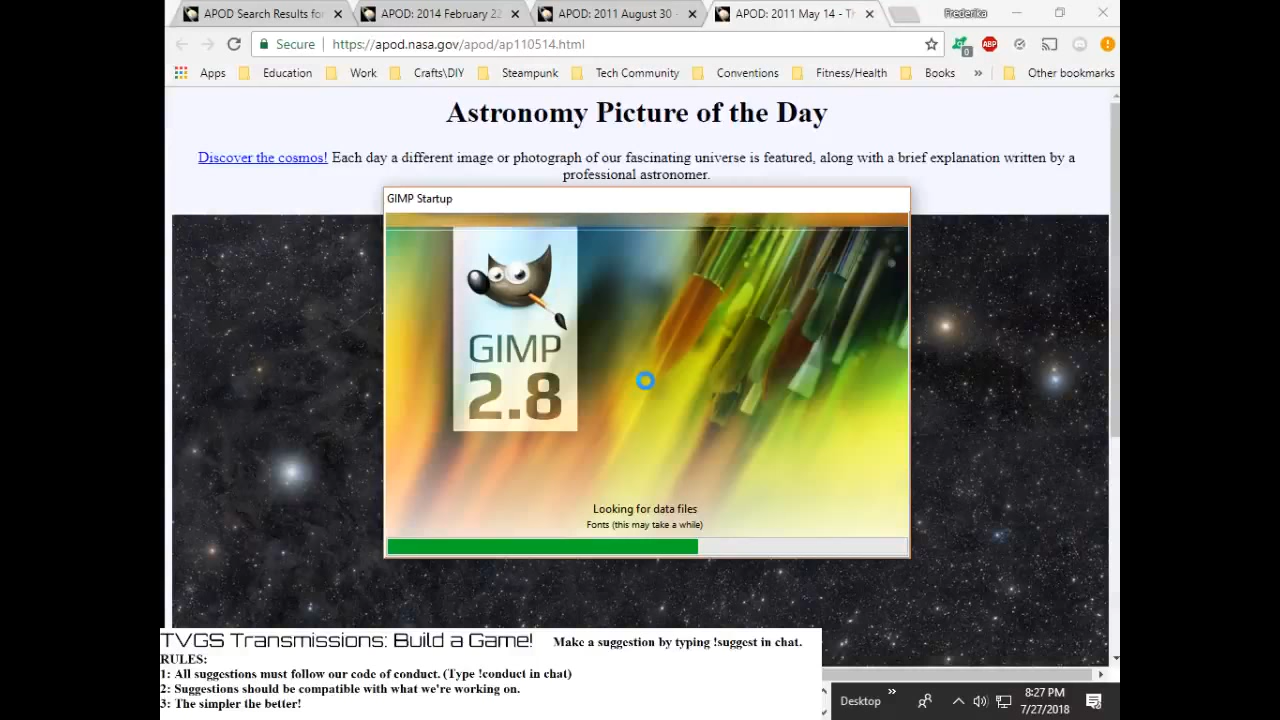 APOD Search Results fo
APOD: 2014 February 22
APOD: 2011 August 30 -
APOD: 2011 May 14 - Th
Frederika
Secure
https://apod.nasa.gov/apod/ap110514.html
0
ABP
Apps
Education
Work
Crafts\DIY
Steampunk
Tech Community
Conventions
Fitness/Health
Books
»
Other bookmarks
Astronomy Picture of the Day
Discover the cosmos! Each day a different image or photograph of our fascinating universe is featured, along with a brief explanation written by a
professional astronomer.
GIMP Startup
GIMP
2.8
Looking for data files
Fonts (this may take a while)
TVGS Transmissions: Build a Game! Make a suggestion by typing !suggest in chat.
RULES:
1: All suggestions must follow our code of conduct. (Type !conduct in chat)
2: Suggestions should be compatible with what we're working on.
3: The simpler the better!
Desktop
»
8:27 PM
7/27/2018